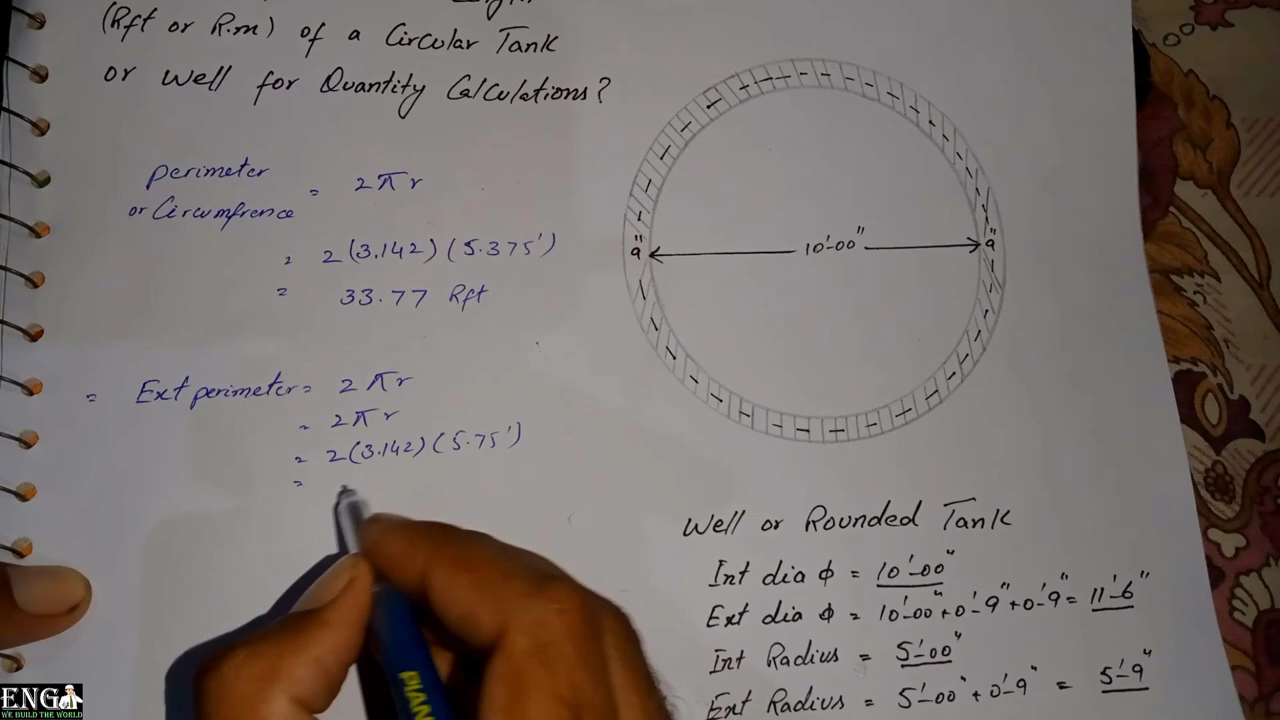 (Rft or R.m) of a Circular Tank
or Well for Quantity Calculations?
perimeter
or Circumfrence
= 2πr
= 2(3.142)(5.375')
= 33.77 Rft
= Ext perimeter = 2πr
= 2πr
= 2(3.142)(5.75')
=
9"
10'-00"
9"
Well or Rounded Tank
Int dia ϕ = 10'-00"
Ext dia ϕ = 10'-00" + 0'-9" + 0'-9" = 11'-6"
Int Radius = 5'-00"
Ext Radius = 5'-00" + 0'-9" = 5'-9"
PIAN
ENG
WE BUILD THE WORLD